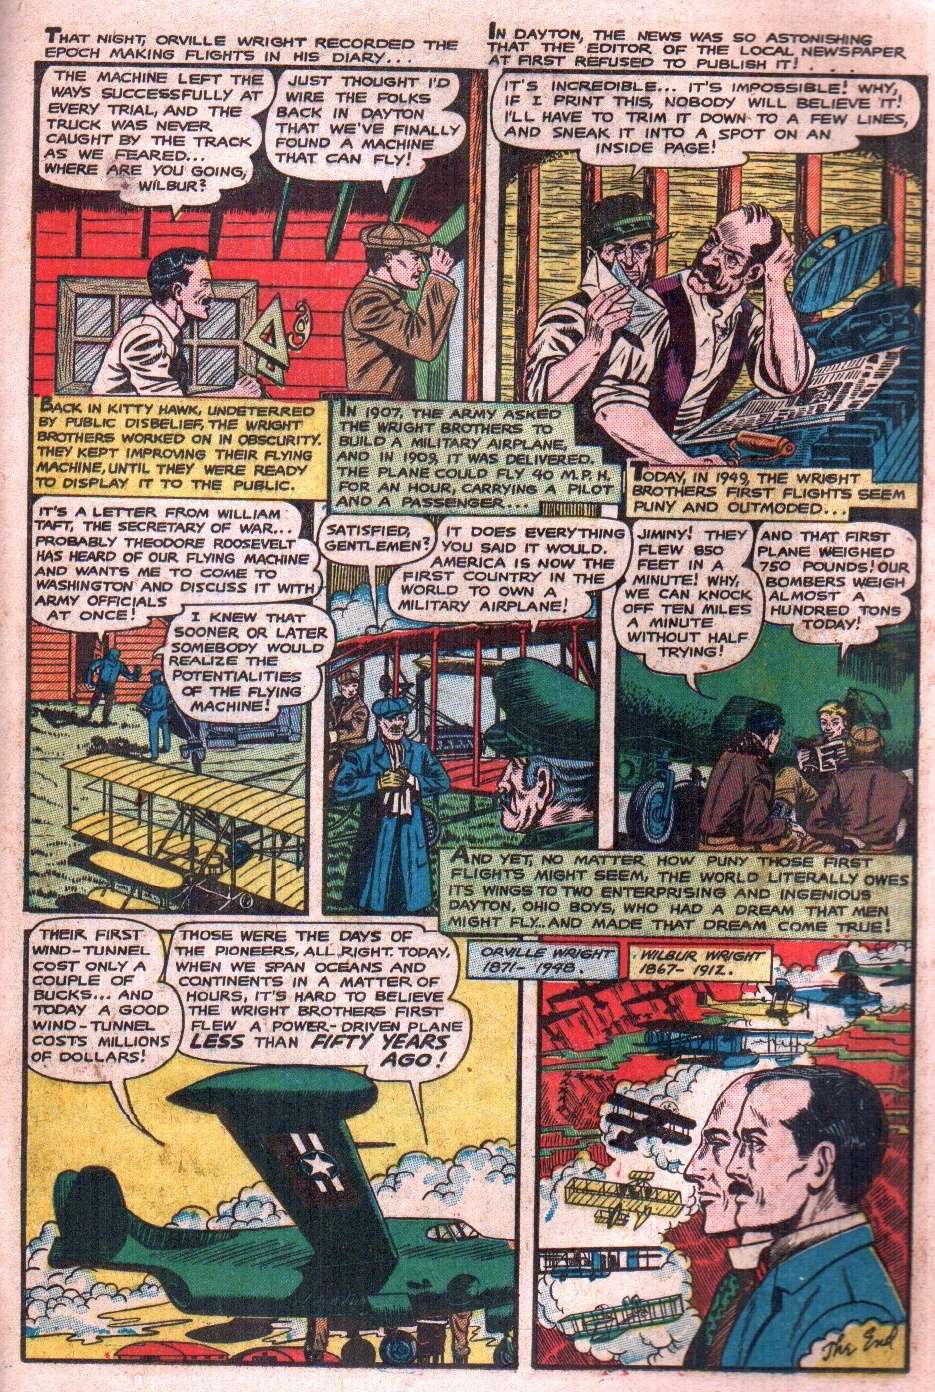 THAT NIGHT, ORVILLE WRIGHT RECORDED THE
EPOCH MAKING FLIGHTS IN HIS DIARY...
THE MACHINE LEFT THE
WAYS SUCCESSFULLY AT
EVERY TRIAL, AND THE
TRUCK WAS NEVER
CAUGHT BY THE TRACK
AS WE FEARED...
WHERE ARE YOU GOING,
WILBUR?
JUST THOUGHT I'D
WIRE THE FOLKS
BACK IN DAYTON
THAT WE'VE FINALLY
FOUND A MACHINE
THAT CAN FLY!
IN DAYTON, THE NEWS WAS SO ASTONISHING
THAT THE EDITOR OF THE LOCAL NEWSPAPER
AT FIRST REFUSED TO PUBLISH IT! . . . .
IT'S INCREDIBLE... IT'S IMPOSSIBLE! WHY,
IF I PRINT THIS, NOBODY WILL BELIEVE IT!
I'LL HAVE TO TRIM IT DOWN TO A FEW LINES,
AND SNEAK IT INTO A SPOT ON AN
INSIDE PAGE!
BACK IN KITTY HAWK, UNDETERRED
BY PUBLIC DISBELIEF, THE WRIGHT
BROTHERS WORKED ON IN OBSCURITY.
THEY KEPT IMPROVING THEIR FLYING
MACHINE, UNTIL THEY WERE READY
TO DISPLAY IT TO THE PUBLIC.
IT'S A LETTER FROM WILLIAM
TAFT, THE SECRETARY OF WAR...
PROBABLY THEODORE ROOSEVELT
HAS HEARD OF OUR FLYING MACHINE
AND WANTS ME TO COME TO
WASHINGTON AND DISCUSS IT WITH
ARMY OFFICIALS
AT ONCE!
I KNEW THAT
SOONER OR LATER
SOMEBODY WOULD
REALIZE THE
POTENTIALITIES
OF THE FLYING
MACHINE!
IN 1907, THE ARMY ASKED
THE WRIGHT BROTHERS TO
BUILD A MILITARY AIRPLANE,
AND IN 1909, IT WAS DELIVERED.
THE PLANE COULD FLY 40 M.P.H.
FOR AN HOUR, CARRYING A PILOT
AND A PASSENGER...
SATISFIED,
GENTLEMEN?
IT DOES EVERYTHING
YOU SAID IT WOULD.
AMERICA IS NOW THE
FIRST COUNTRY IN THE
WORLD TO OWN A
MILITARY AIRPLANE!
TODAY, IN 1949, THE WRIGHT
BROTHERS FIRST FLIGHTS SEEM
PUNY AND OUTMODED...
JIMINY! THEY
FLEW 850
FEET IN A
MINUTE! WHY,
WE CAN KNOCK
OFF TEN MILES
A MINUTE
WITHOUT HALF
TRYING!
AND THAT FIRST
PLANE WEIGHED
750 POUNDS! OUR
BOMBERS WEIGH
ALMOST A
HUNDRED TONS
TODAY!
AND YET, NO MATTER HOW PUNY THOSE FIRST
FLIGHTS MIGHT SEEM, THE WORLD LITERALLY OWES
ITS WINGS TO TWO ENTERPRISING AND INGENIOUS
DAYTON, OHIO BOYS, WHO HAD A DREAM THAT MEN
MIGHT FLY... AND MADE THAT DREAM COME TRUE!
THEIR FIRST
WIND-TUNNEL
COST ONLY A
COUPLE OF
BUCKS... AND
TODAY A GOOD
WIND-TUNNEL
COSTS MILLIONS
OF DOLLARS!
THOSE WERE THE DAYS OF
THE PIONEERS, ALL RIGHT. TODAY,
WHEN WE SPAN OCEANS AND
CONTINENTS IN A MATTER OF
HOURS, IT'S HARD TO BELIEVE
THE WRIGHT BROTHERS FIRST
FLEW A POWER-DRIVEN PLANE
LESS THAN FIFTY YEARS
AGO!
ORVILLE WRIGHT
1871-1948.
WILBUR WRIGHT
1867-1912.
The End